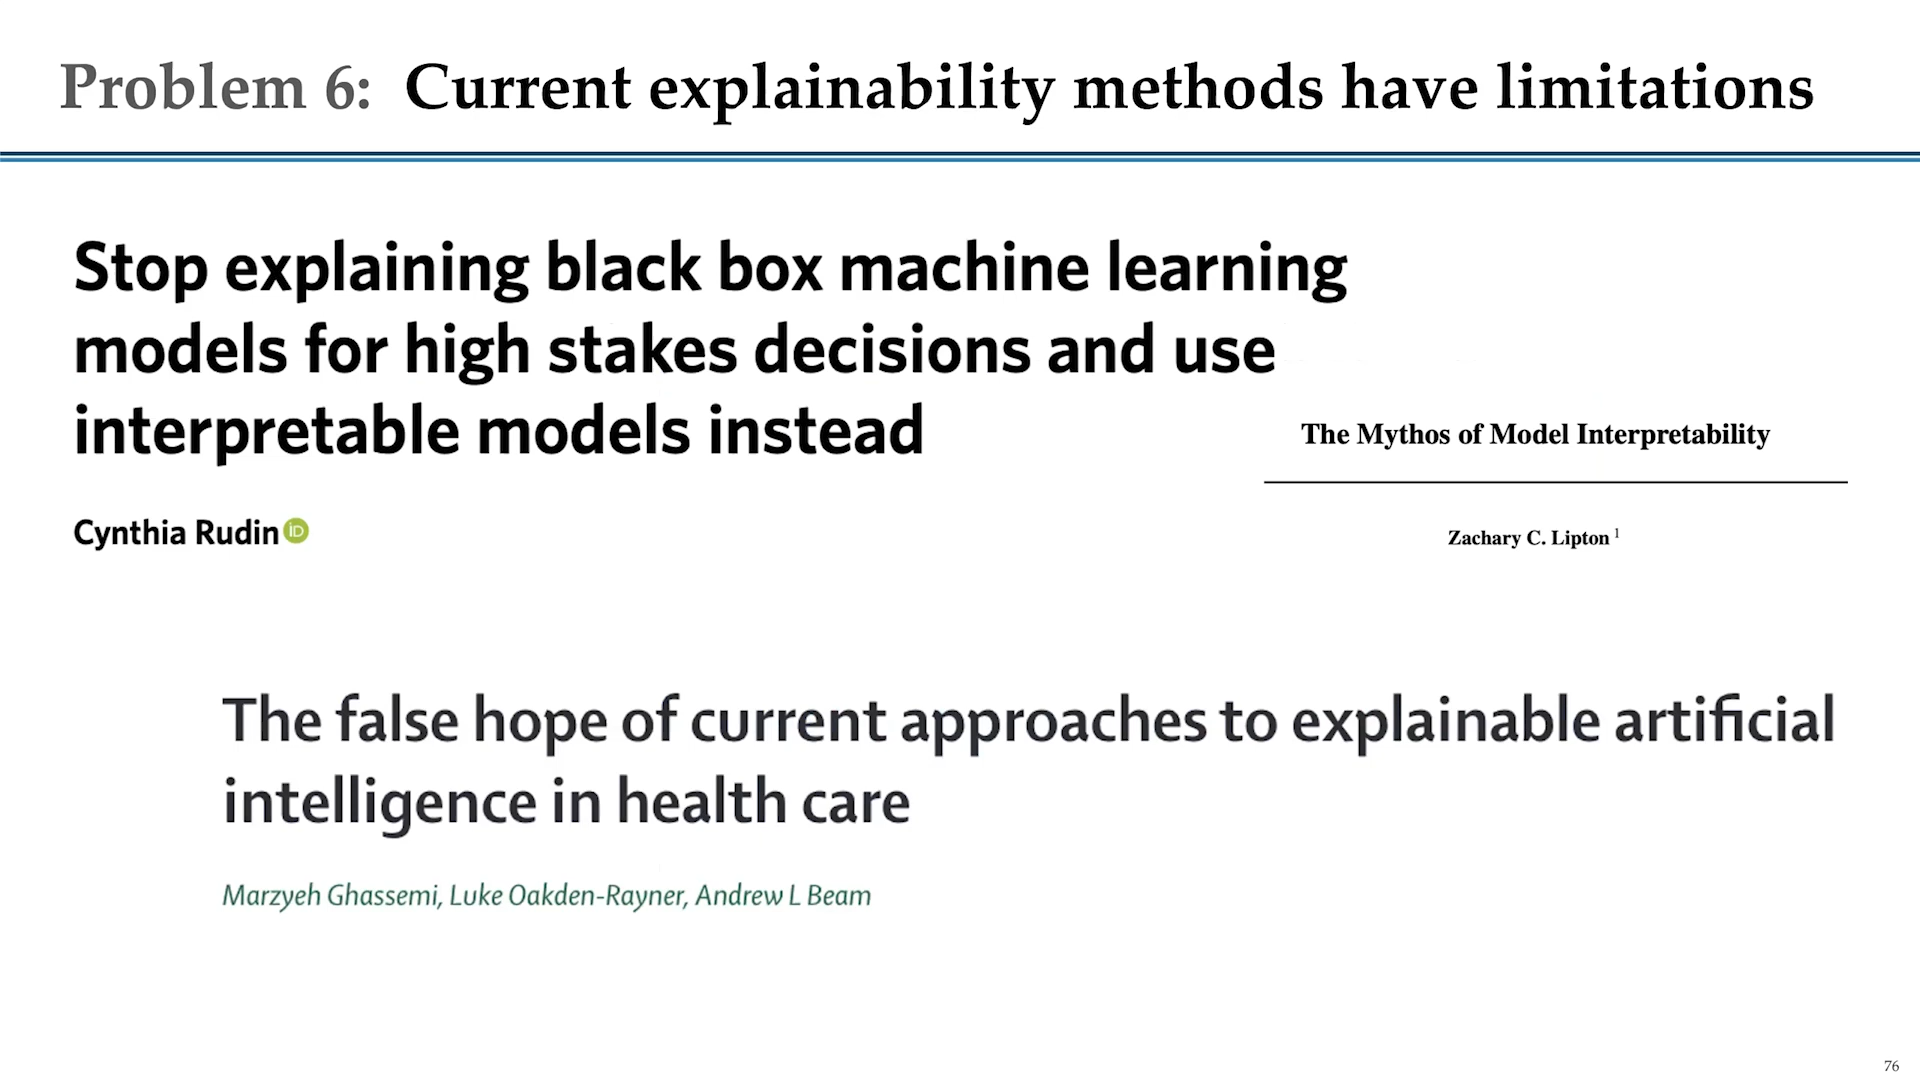 Problem 6: Current explainability methods have limitations
Stop explaining black box machine learning
models for high stakes decisions and use
interpretable models instead
Cynthia Rudin iD
The Mythos of Model Interpretability
Zachary C. Lipton 1
The false hope of current approaches to explainable artificial
intelligence in health care
Marzyeh Ghassemi, Luke Oakden-Rayner, Andrew L Beam
76